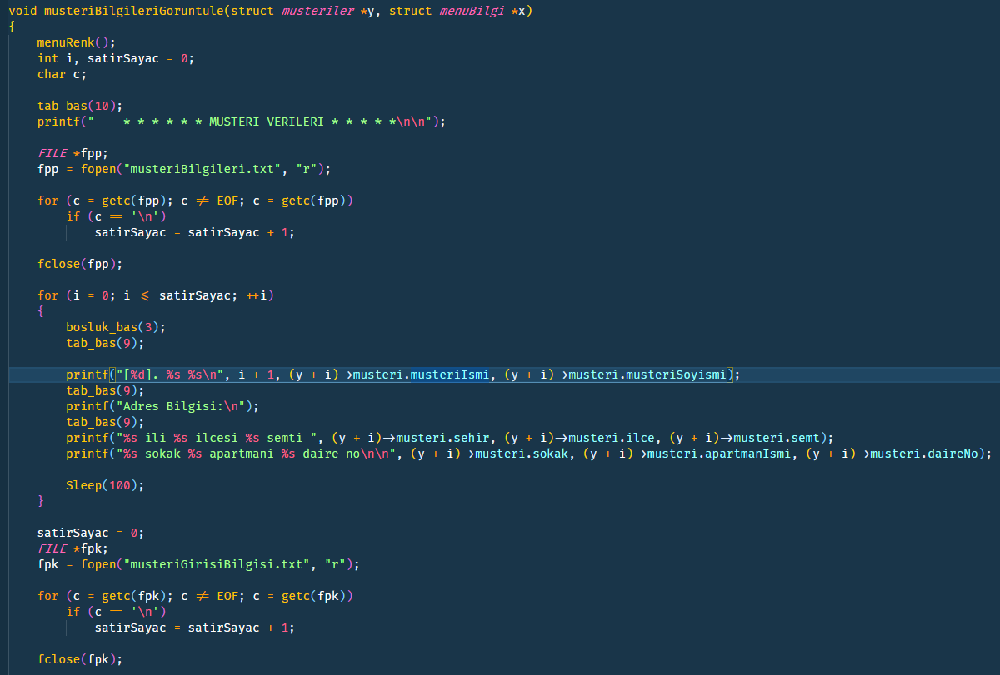 void musteriBilgileriGoruntule(struct musteriler *y, struct menuBilgi *x)
{
    menuRenk();
    int i, satirSayac = 0;
    char c;

    tab_bas(10);
    printf("    * * * * * * MUSTERI VERILERI * * * * *\n\n");

    FILE *fpp;
    fpp = fopen("musteriBilgileri.txt", "r");

    for (c = getc(fpp); c ≠ EOF; c = getc(fpp))
        if (c == '\n')
            satirSayac = satirSayac + 1;

    fclose(fpp);

    for (i = 0; i ⩽ satirSayac; ++i)
    {
        bosluk_bas(3);
        tab_bas(9);

        printf("[%d]. %s %s\n", i + 1, (y + i)→musteri.musteriIsmi, (y + i)→musteri.musteriSoyismi);
        tab_bas(9);
        printf("Adres Bilgisi:\n");
        tab_bas(9);
        printf("%s ili %s ilcesi %s semti ", (y + i)→musteri.sehir, (y + i)→musteri.ilce, (y + i)→musteri.semt);
        printf("%s sokak %s apartmani %s daire no\n\n", (y + i)→musteri.sokak, (y + i)→musteri.apartmanIsmi, (y + i)→musteri.daireNo);

        Sleep(100);
    }

    satirSayac = 0;
    FILE *fpk;
    fpk = fopen("musteriGirisiBilgisi.txt", "r");

    for (c = getc(fpk); c ≠ EOF; c = getc(fpk))
        if (c == '\n')
            satirSayac = satirSayac + 1;

    fclose(fpk);